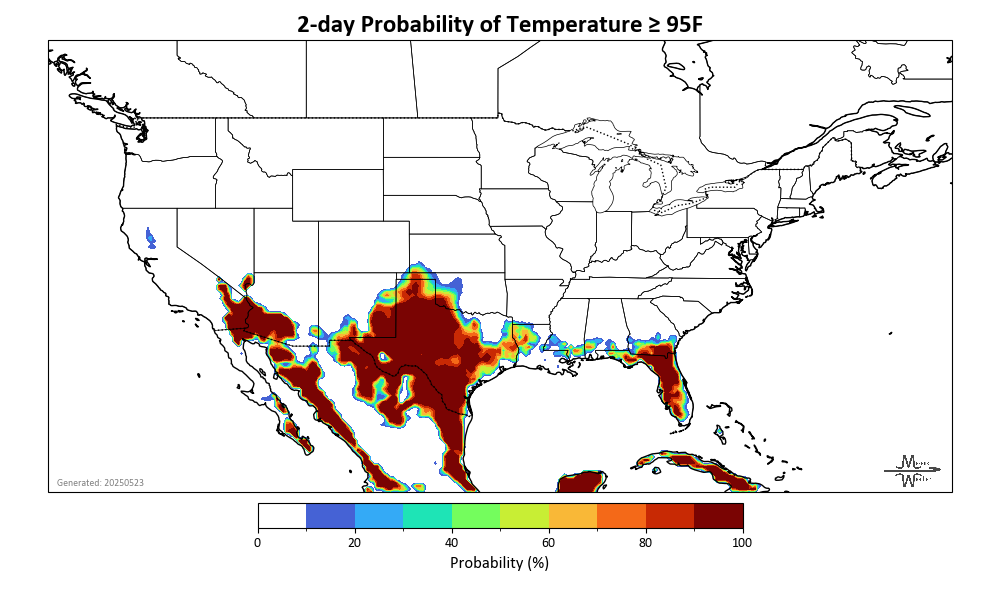 2-day Probability of Temperature ≥ 95F
Generated: 20250523
0 20 40 60 80 100
Probability (%)